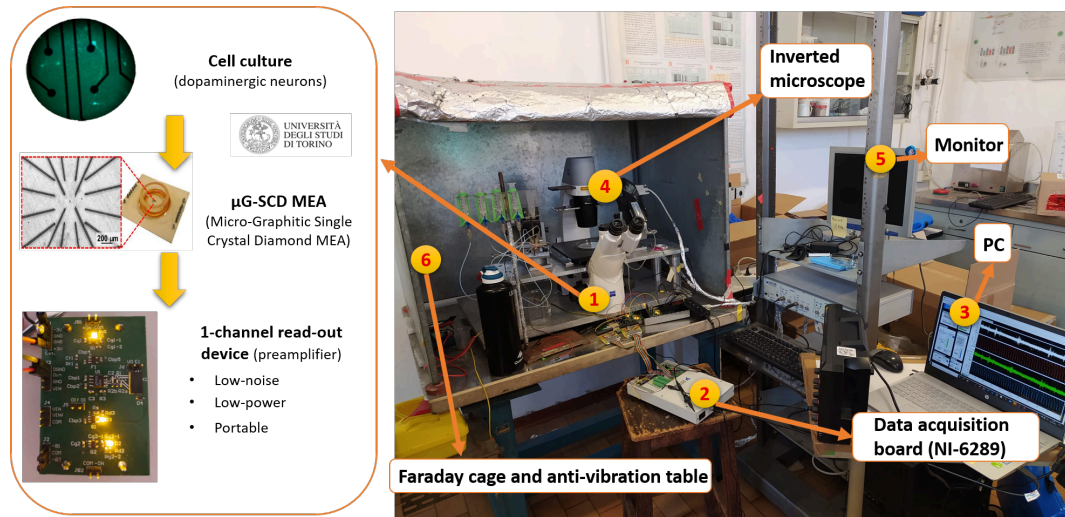 Cell culture
(dopaminergic neurons)
UNIVERSITÀ
DEGLI STUDI
DI TORINO
200 µm
µG-SCD MEA
(Micro-Graphitic Single
Crystal Diamond MEA)
1-channel read-out
device (preamplifier)
• Low-noise
• Low-power
• Portable
Inverted
microscope
4
5
Monitor
6
1
PC
3
2
Data acquisition
board (NI-6289)
Faraday cage and anti-vibration table